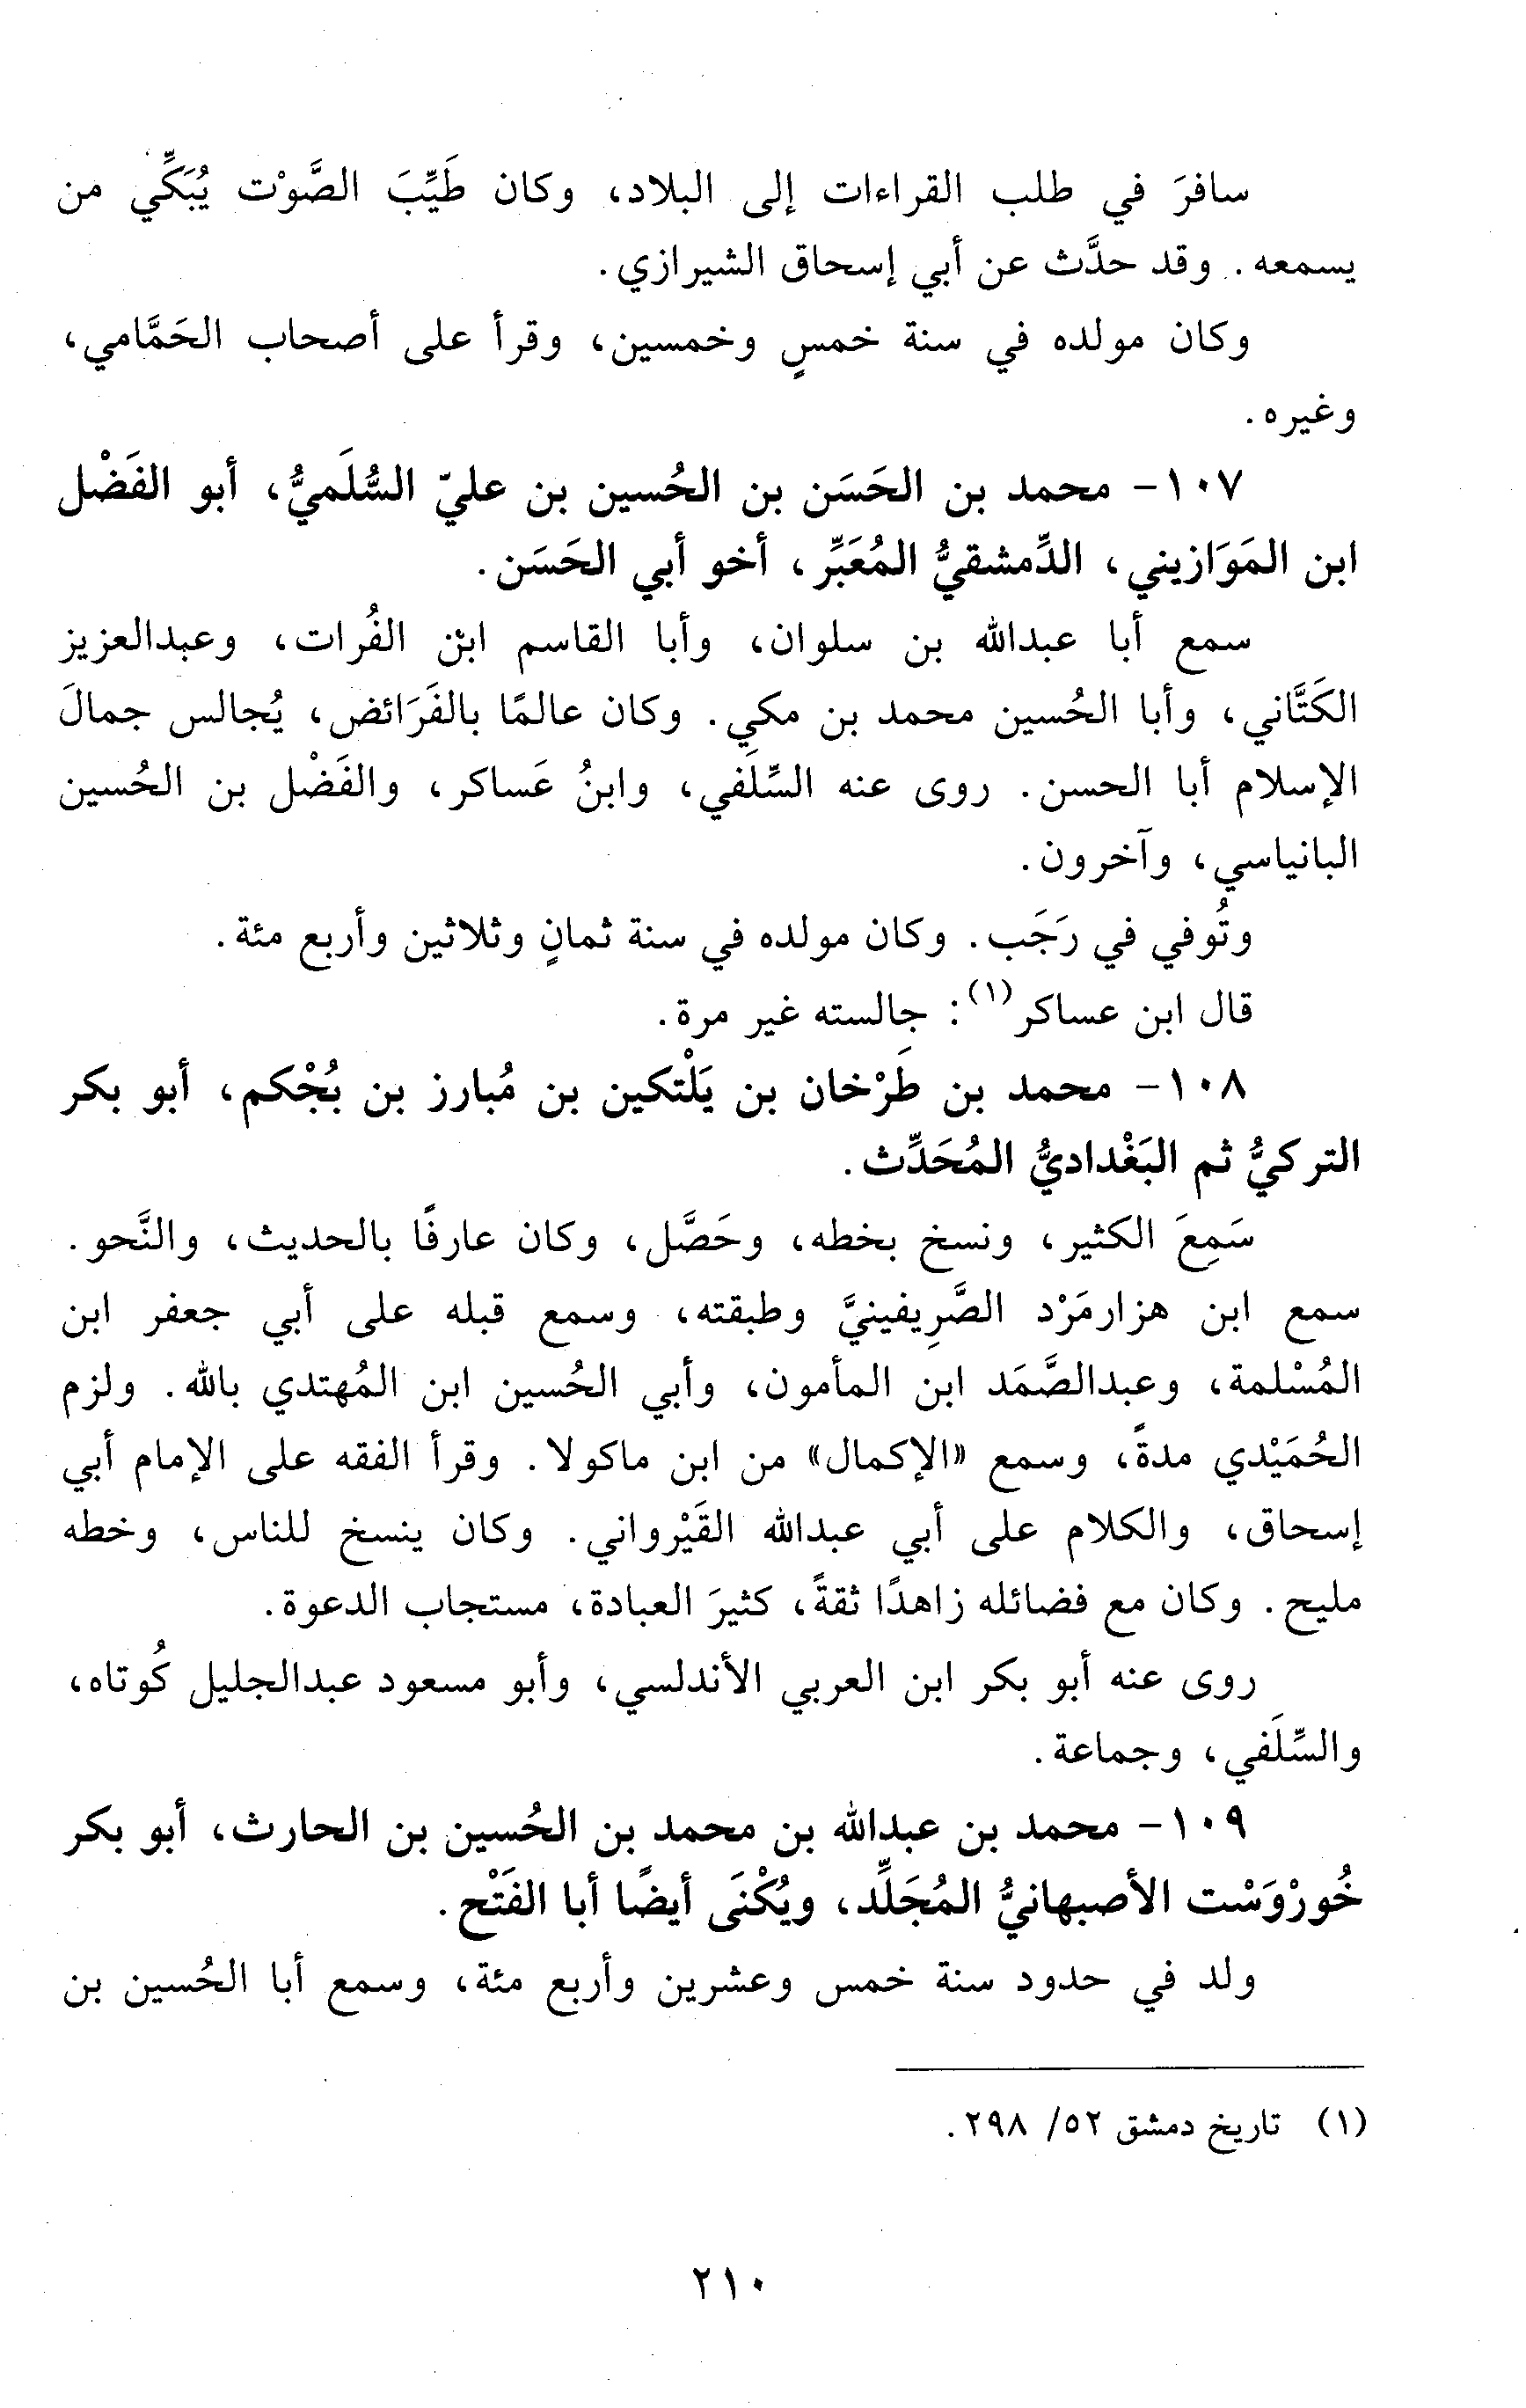 سافرَ في طلب القراءات إلى البلاد، وكان طَيِّبَ الصَّوْت يُبَكِّي من
يسمعه. وقد حدَّث عن أبي إسحاق الشيرازي.
وكان مولده في سنة خمسٍ وخمسين، وقرأ على أصحاب الحَمَّامي،
وغيره.
١٠٧- محمد بن الحَسَن بن الحُسين بن عليّ السُّلَميُّ، أبو الفَضْل
ابن المَوَازيني، الدِّمشقيُّ المُعَبِّر، أخو أبي الحَسَن.
سمع أبا عبدالله بن سلوان، وأبا القاسم ابن الفُرات، وعبدالعزيز
الكَتَّاني، وأبا الحُسين محمد بن مكي. وكان عالمًا بالفَرَائض، يُجالس جمالَ
الإسلام أبا الحسن. روى عنه السِّلَفي، وابنُ عَساكر، والفَضْل بن الحُسين
البانياسي، وآخرون.
وتُوفي في رَجَب. وكان مولده في سنة ثمانٍ وثلاثين وأربع مئة.
قال ابن عساكر(١): جالسته غير مرة.
١٠٨- محمد بن طَرْخان بن يَلْتكين بن مُبارز بن بُجْكم، أبو بكر
التركيُّ ثم البَغْداديُّ المُحَدِّث.
سَمِعَ الكثير، ونسخ بخطه، وحَصَّل، وكان عارفًا بالحديث، والنَّحو.
سمع ابن هزارمَرْد الصَّرِيفينيَّ وطبقته، وسمع قبله على أبي جعفر ابن
المُسْلمة، وعبدالصَّمَد ابن المأمون، وأبي الحُسين ابن المُهتدي بالله. ولزم
الحُمَيْدي مدةً، وسمع «الإكمال» من ابن ماكولا. وقرأ الفقه على الإمام أبي
إسحاق، والكلام على أبي عبدالله القَيْرواني. وكان ينسخ للناس، وخطه
مليح. وكان مع فضائله زاهدًا ثقةً، كثيرَ العبادة، مستجاب الدعوة.
روى عنه أبو بكر ابن العربي الأندلسي، وأبو مسعود عبدالجليل كُوتاه،
والسِّلَفي، وجماعة.
١٠٩- محمد بن عبدالله بن محمد بن الحُسين بن الحارث، أبو بكر
خُورْوَسْت الأصبهانيُّ المُجَلِّد، ويُكْنَى أيضًا أبا الفَتْح.
ولد في حدود سنة خمس وعشرين وأربع مئة، وسمع أبا الحُسين بن
(١) تاريخ دمشق ٥٢/ ٢٩٨.
٢١٠